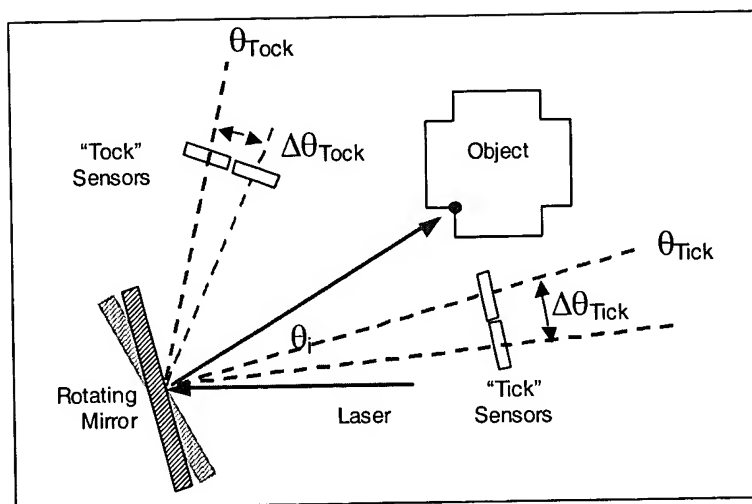 θTock
"Tock"
Sensors
ΔθTock
Object
θTick
ΔθTick
θi
"Tick"
Sensors
Rotating
Mirror
Laser